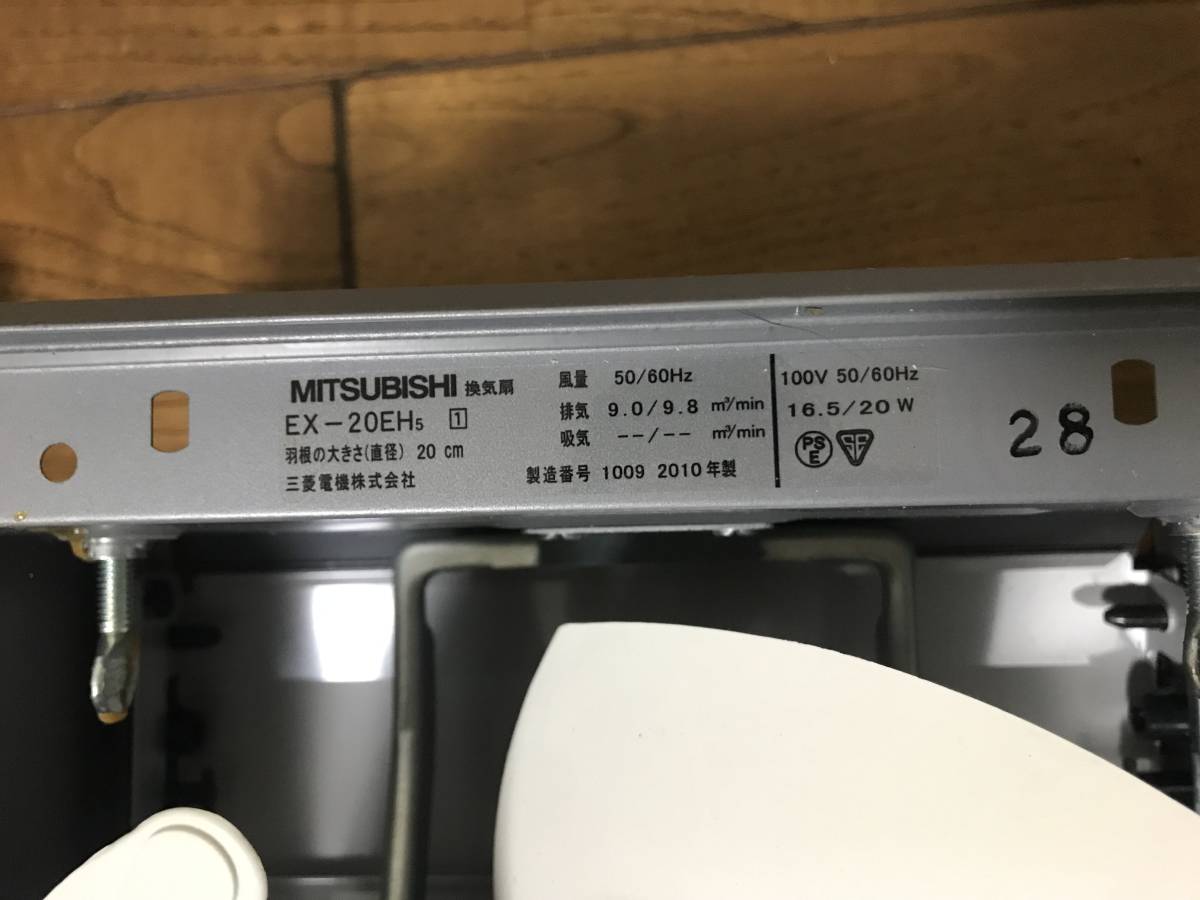 MITSUBISHI 換気扇
EX-20EH5 1
羽根の大きさ(直径) 20 cm
三菱電機株式会社
風量 50/60Hz
排気 9.0/9.8 m³/min
吸気 --/-- m³/min
製造番号 1009 2010年製
100V 50/60Hz
16.5/20 W
PS E
28